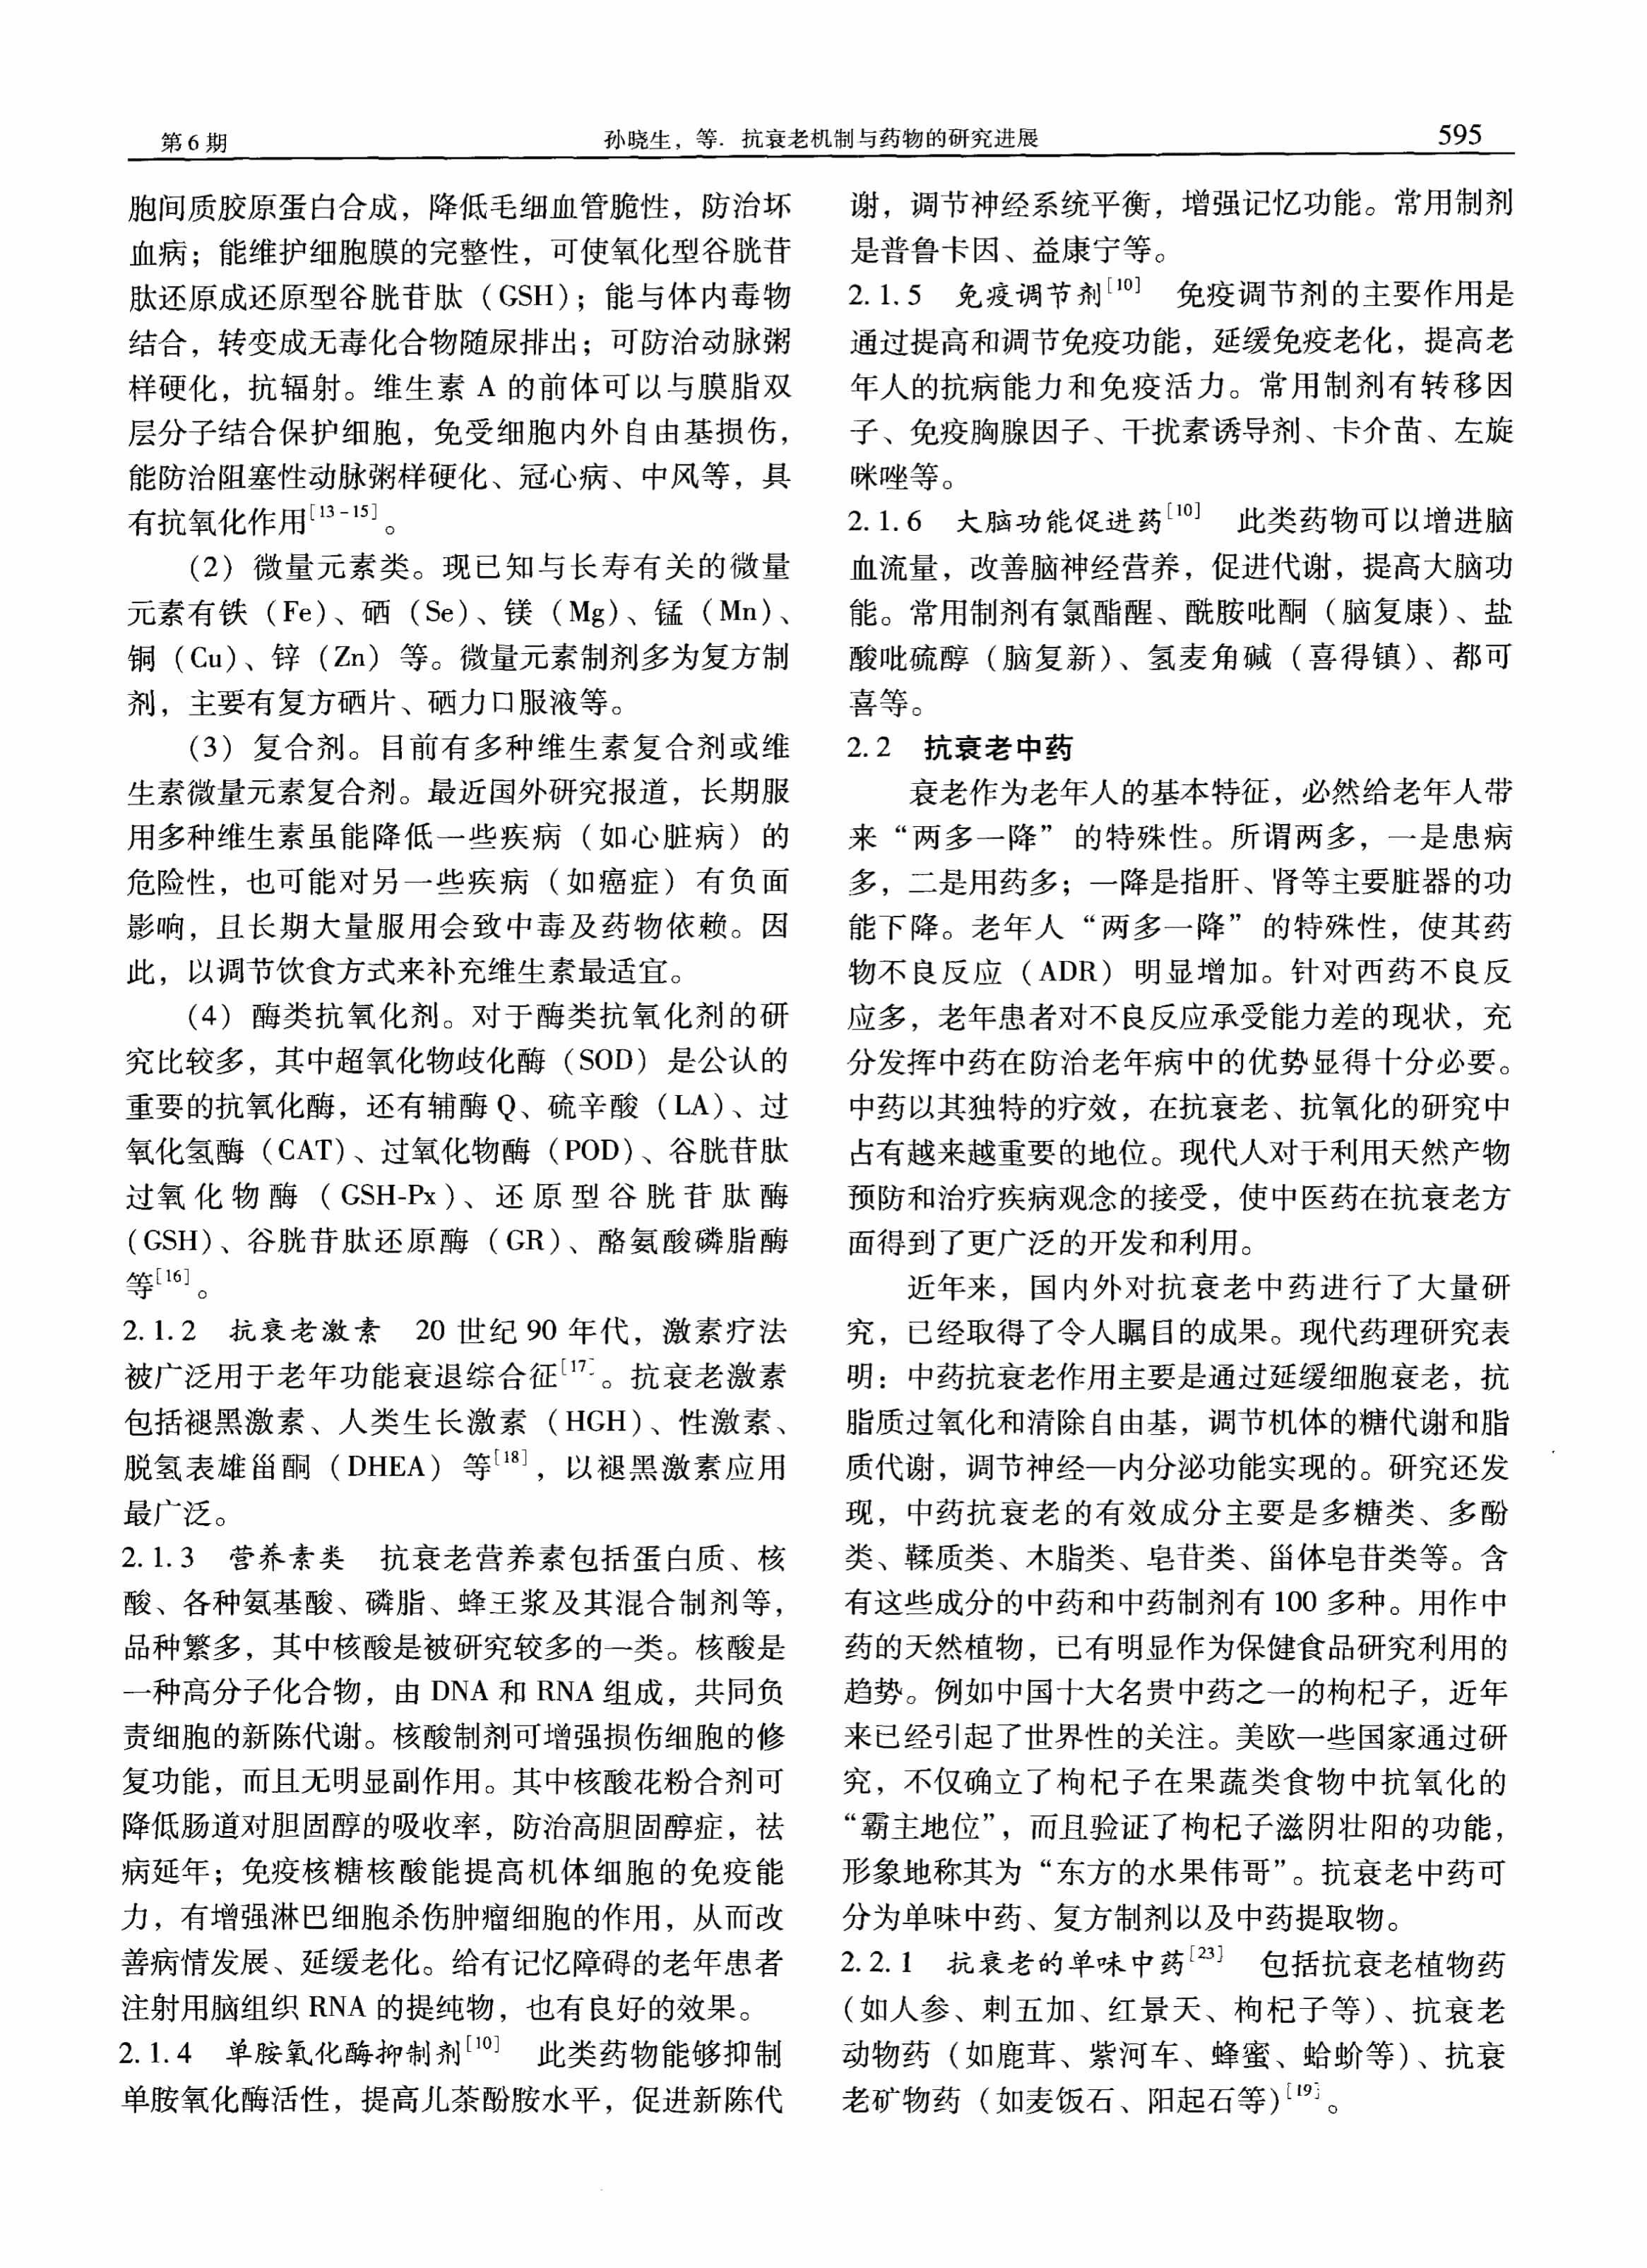 第6期
孙晓生，等．抗衰老机制与药物的研究进展
595
胞间质胶原蛋白合成，降低毛细血管脆性，防治坏
血病；能维护细胞膜的完整性，可使氧化型谷胱苷
肽还原成还原型谷胱苷肽（GSH）；能与体内毒物
结合，转变成无毒化合物随尿排出；可防治动脉粥
样硬化，抗辐射。维生素 A 的前体可以与膜脂双
层分子结合保护细胞，免受细胞内外自由基损伤，
能防治阻塞性动脉粥样硬化、冠心病、中风等，具
有抗氧化作用[13-15]。
（2）微量元素类。现已知与长寿有关的微量
元素有铁（Fe）、硒（Se）、镁（Mg）、锰（Mn）、
铜（Cu）、锌（Zn）等。微量元素制剂多为复方制
剂，主要有复方硒片、硒力口服液等。
（3）复合剂。目前有多种维生素复合剂或维
生素微量元素复合剂。最近国外研究报道，长期服
用多种维生素虽能降低一些疾病（如心脏病）的
危险性，也可能对另一些疾病（如癌症）有负面
影响，且长期大量服用会致中毒及药物依赖。因
此，以调节饮食方式来补充维生素最适宜。
（4）酶类抗氧化剂。对于酶类抗氧化剂的研
究比较多，其中超氧化物歧化酶（SOD）是公认的
重要的抗氧化酶，还有辅酶 Q、硫辛酸（LA）、过
氧化氢酶（CAT）、过氧化物酶（POD）、谷胱苷肽
过氧化物酶（GSH-Px）、还原型谷胱苷肽酶
（GSH）、谷胱苷肽还原酶（GR）、酪氨酸磷脂酶
等[16]。
2.1.2 抗衰老激素 20 世纪 90 年代，激素疗法
被广泛用于老年功能衰退综合征[17]。抗衰老激素
包括褪黑激素、人类生长激素（HGH）、性激素、
脱氢表雄甾酮（DHEA）等[18]，以褪黑激素应用
最广泛。
2.1.3 营养素类 抗衰老营养素包括蛋白质、核
酸、各种氨基酸、磷脂、蜂王浆及其混合制剂等，
品种繁多，其中核酸是被研究较多的一类。核酸是
一种高分子化合物，由 DNA 和 RNA 组成，共同负
责细胞的新陈代谢。核酸制剂可增强损伤细胞的修
复功能，而且无明显副作用。其中核酸花粉合剂可
降低肠道对胆固醇的吸收率，防治高胆固醇症，祛
病延年；免疫核糖核酸能提高机体细胞的免疫能
力，有增强淋巴细胞杀伤肿瘤细胞的作用，从而改
善病情发展、延缓老化。给有记忆障碍的老年患者
注射用脑组织 RNA 的提纯物，也有良好的效果。
2.1.4 单胺氧化酶抑制剂[10] 此类药物能够抑制
单胺氧化酶活性，提高儿茶酚胺水平，促进新陈代
谢，调节神经系统平衡，增强记忆功能。常用制剂
是普鲁卡因、益康宁等。
2.1.5 免疫调节剂[10] 免疫调节剂的主要作用是
通过提高和调节免疫功能，延缓免疫老化，提高老
年人的抗病能力和免疫活力。常用制剂有转移因
子、免疫胸腺因子、干扰素诱导剂、卡介苗、左旋
咪唑等。
2.1.6 大脑功能促进药[10] 此类药物可以增进脑
血流量，改善脑神经营养，促进代谢，提高大脑功
能。常用制剂有氯酯醒、酰胺吡酮（脑复康）、盐
酸吡硫醇（脑复新）、氢麦角碱（喜得镇）、都可
喜等。
2.2 抗衰老中药
衰老作为老年人的基本特征，必然给老年人带
来“两多一降”的特殊性。所谓两多，一是患病
多，二是用药多；一降是指肝、肾等主要脏器的功
能下降。老年人“两多一降”的特殊性，使其药
物不良反应（ADR）明显增加。针对西药不良反
应多，老年患者对不良反应承受能力差的现状，充
分发挥中药在防治老年病中的优势显得十分必要。
中药以其独特的疗效，在抗衰老、抗氧化的研究中
占有越来越重要的地位。现代人对于利用天然产物
预防和治疗疾病观念的接受，使中医药在抗衰老方
面得到了更广泛的开发和利用。
近年来，国内外对抗衰老中药进行了大量研
究，已经取得了令人瞩目的成果。现代药理研究表
明：中药抗衰老作用主要是通过延缓细胞衰老，抗
脂质过氧化和清除自由基，调节机体的糖代谢和脂
质代谢，调节神经—内分泌功能实现的。研究还发
现，中药抗衰老的有效成分主要是多糖类、多酚
类、鞣质类、木脂类、皂苷类、甾体皂苷类等。含
有这些成分的中药和中药制剂有 100 多种。用作中
药的天然植物，已有明显作为保健食品研究利用的
趋势。例如中国十大名贵中药之一的枸杞子，近年
来已经引起了世界性的关注。美欧一些国家通过研
究，不仅确立了枸杞子在果蔬类食物中抗氧化的
“霸主地位”，而且验证了枸杞子滋阴壮阳的功能，
形象地称其为“东方的水果伟哥”。抗衰老中药可
分为单味中药、复方制剂以及中药提取物。
2.2.1 抗衰老的单味中药[23] 包括抗衰老植物药
（如人参、刺五加、红景天、枸杞子等）、抗衰老
动物药（如鹿茸、紫河车、蜂蜜、蛤蚧等）、抗衰
老矿物药（如麦饭石、阳起石等）[19]。